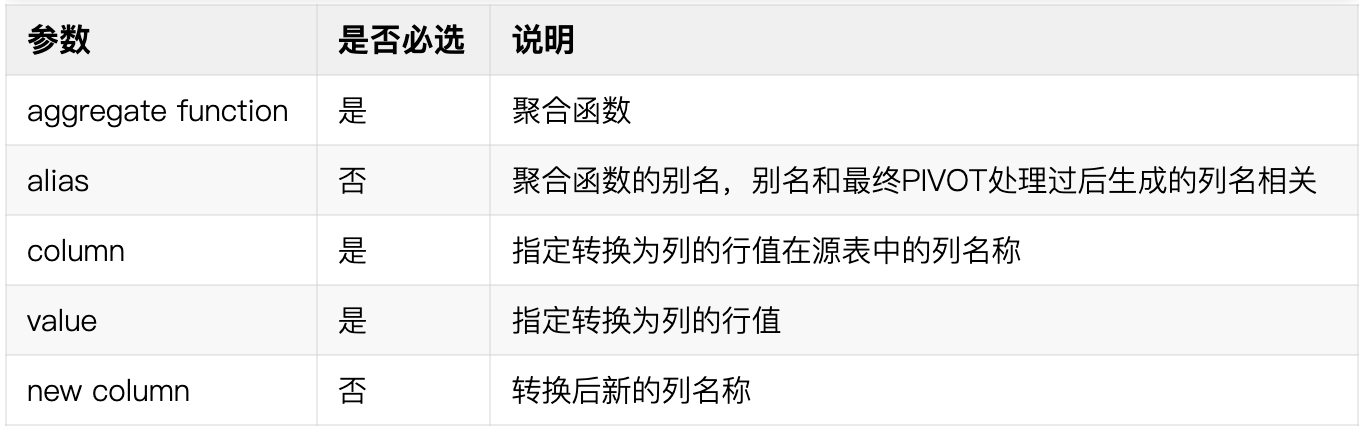 参数 是否必选 说明
aggregate function 是 聚合函数
alias 否 聚合函数的别名，别名和最终PIVOT处理过后生成的列名相关
column 是 指定转换为列的行值在源表中的列名称
value 是 指定转换为列的行值
new column 否 转换后新的列名称